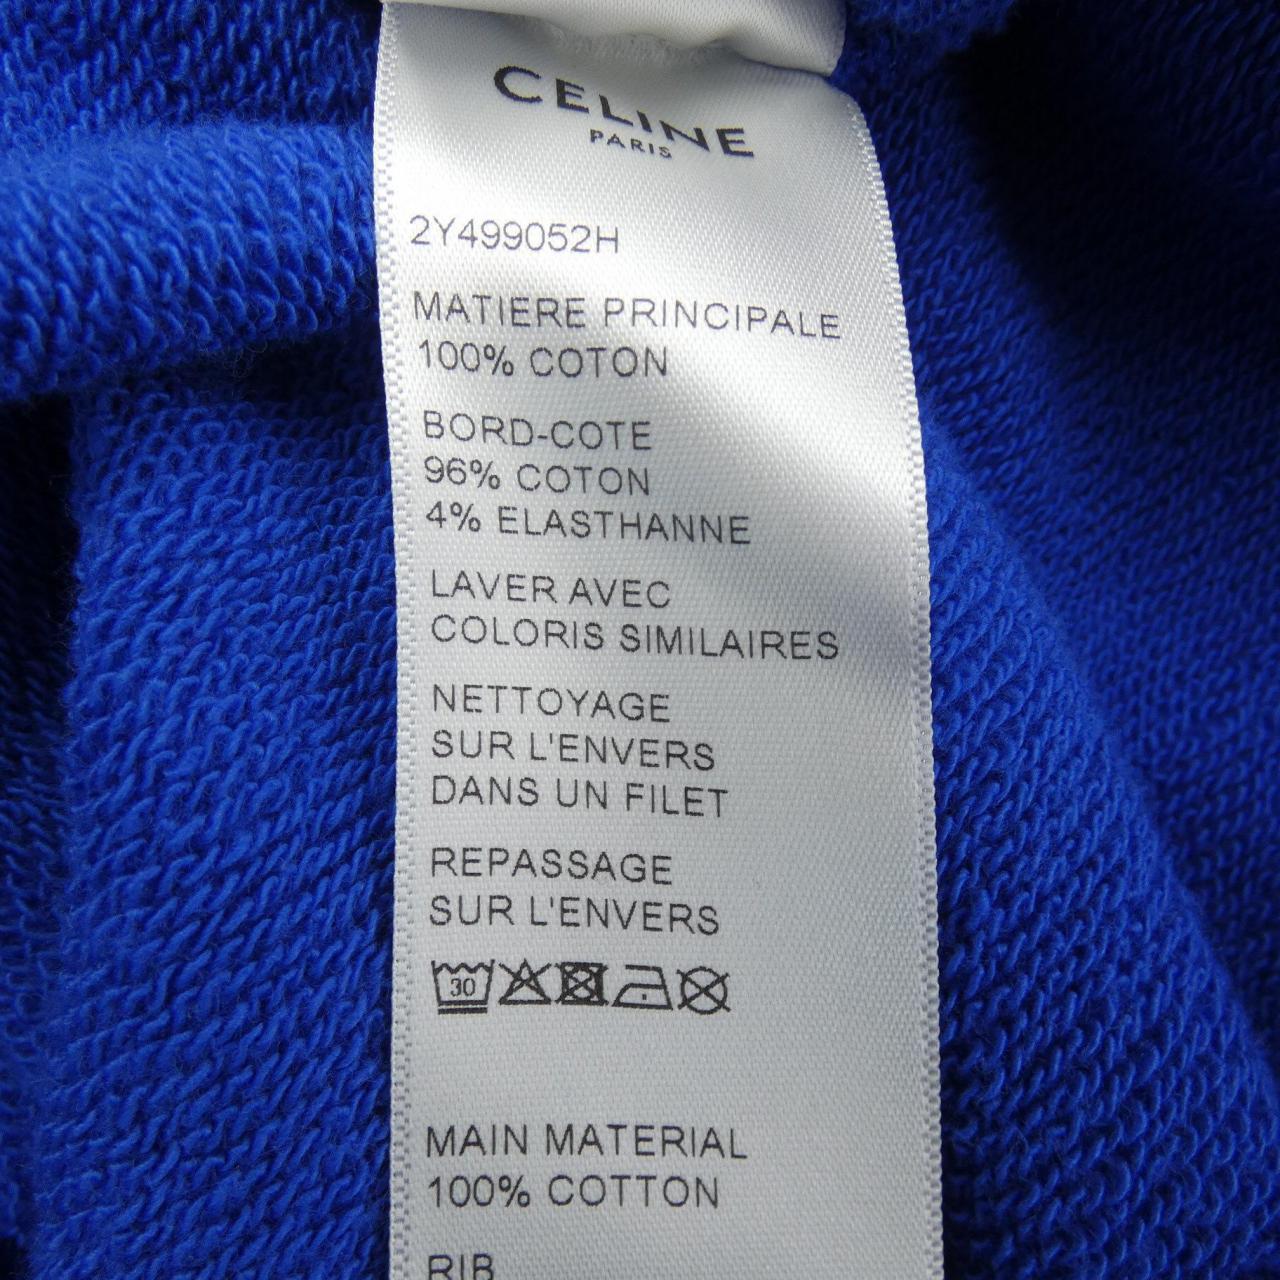 CELINE
PARIS
2Y499052H
MATIERE PRINCIPALE
100% COTON
BORD-COTE
96% COTON
4% ELASTHANNE
LAVER AVEC
COLORIS SIMILAIRES
NETTOYAGE
SUR L'ENVERS
DANS UN FILET
REPASSAGE
SUR L'ENVERS
30
MAIN MATERIAL
100% COTTON
RIB